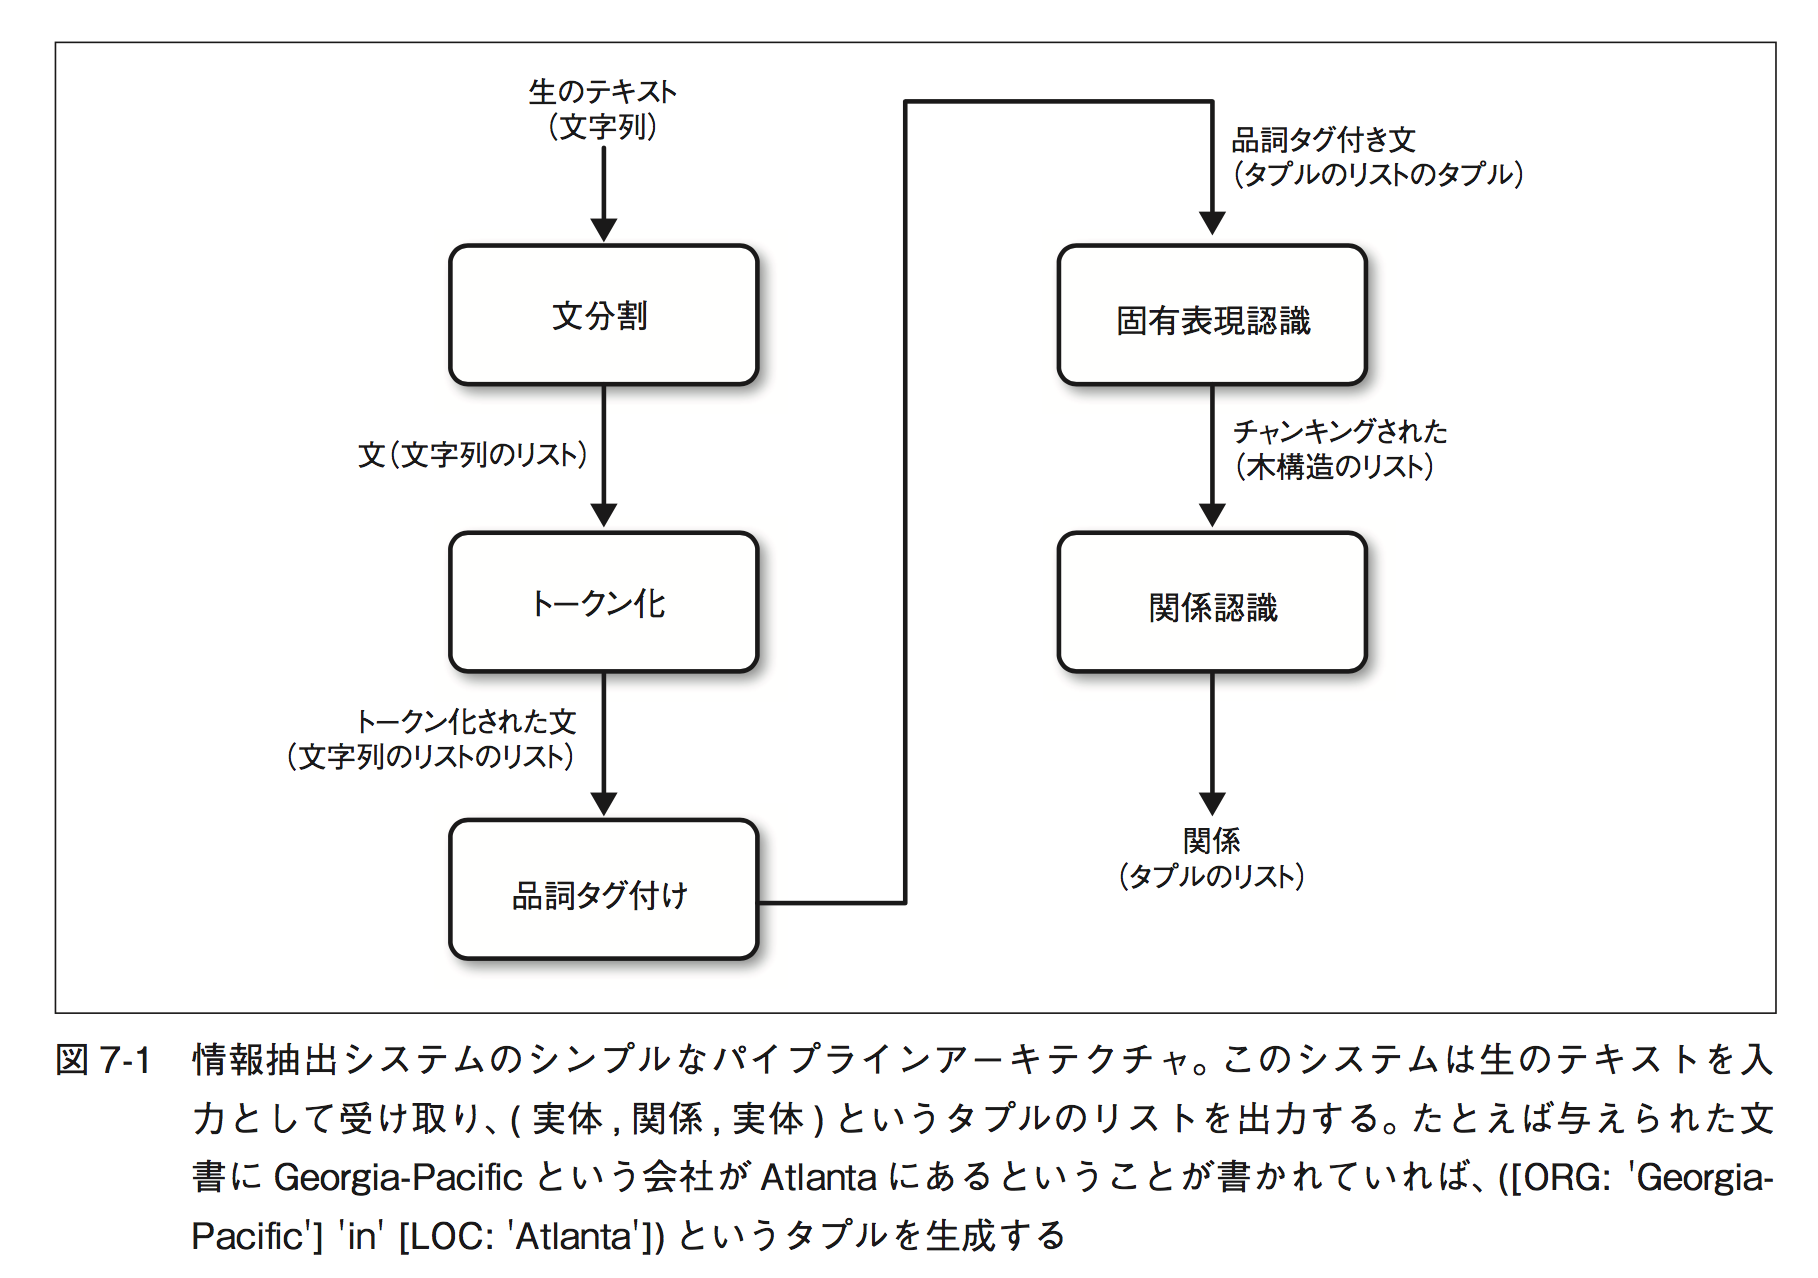 生のテキスト
（文字列）
文分割
文（文字列のリスト）
トークン化
トークン化された文
（文字列のリストのリスト）
品詞タグ付け
品詞タグ付き文
（タプルのリストのタプル）
固有表現認識
チャンキングされた
（木構造のリスト）
関係認識
関係
（タプルのリスト）
図 7-1　情報抽出システムのシンプルなパイプラインアーキテクチャ。このシステムは生のテキストを入
力として受け取り、( 実体 , 関係 , 実体 ) というタプルのリストを出力する。たとえば与えられた文
書に Georgia-Pacific という会社が Atlanta にあるということが書かれていれば、([ORG: 'Georgia-
Pacific'] 'in' [LOC: 'Atlanta']) というタプルを生成する